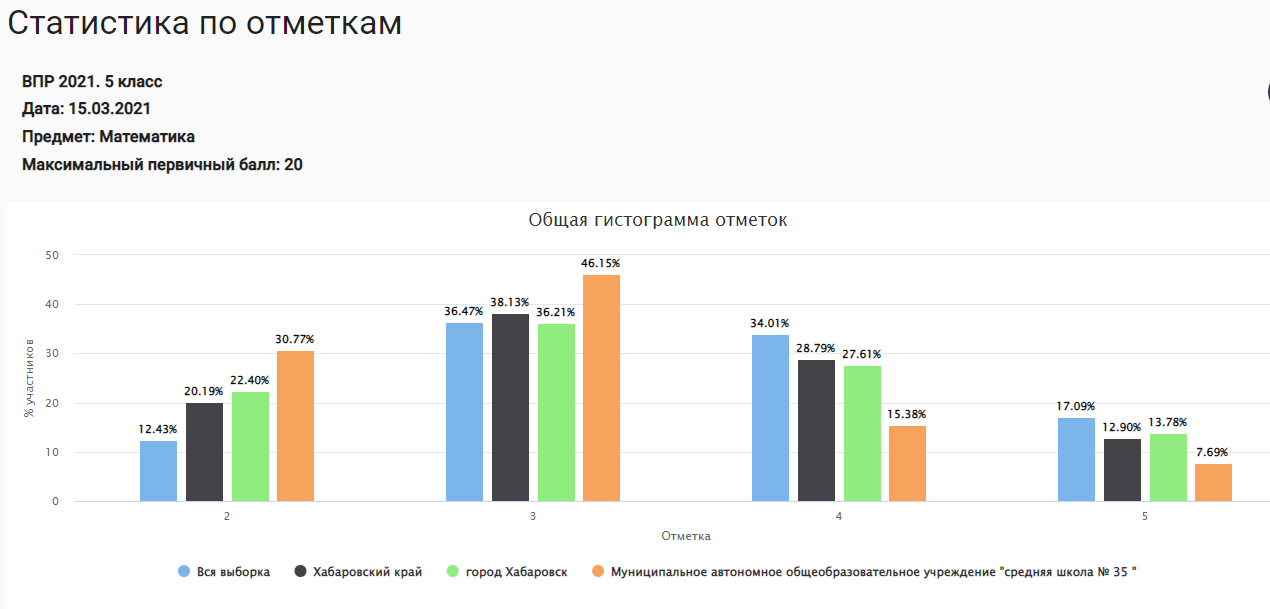 Статистика по отметкам
ВПР 2021. 5 класс
Дата: 15.03.2021
Предмет: Математика
Максимальный первичный балл: 20
Общая гистограмма отметок
% участников
50
40
30
20
10
0
12.43%
20.19%
22.40%
30.77%
36.47%
38.13%
36.21%
46.15%
34.01%
28.79%
27.61%
15.38%
17.09%
12.90%
13.78%
7.69%
2 3 4 5
Отметка
Вся выборка Хабаровский край город Хабаровск Муниципальное автономное общеобразовательное учреждение "средняя школа № 35 "